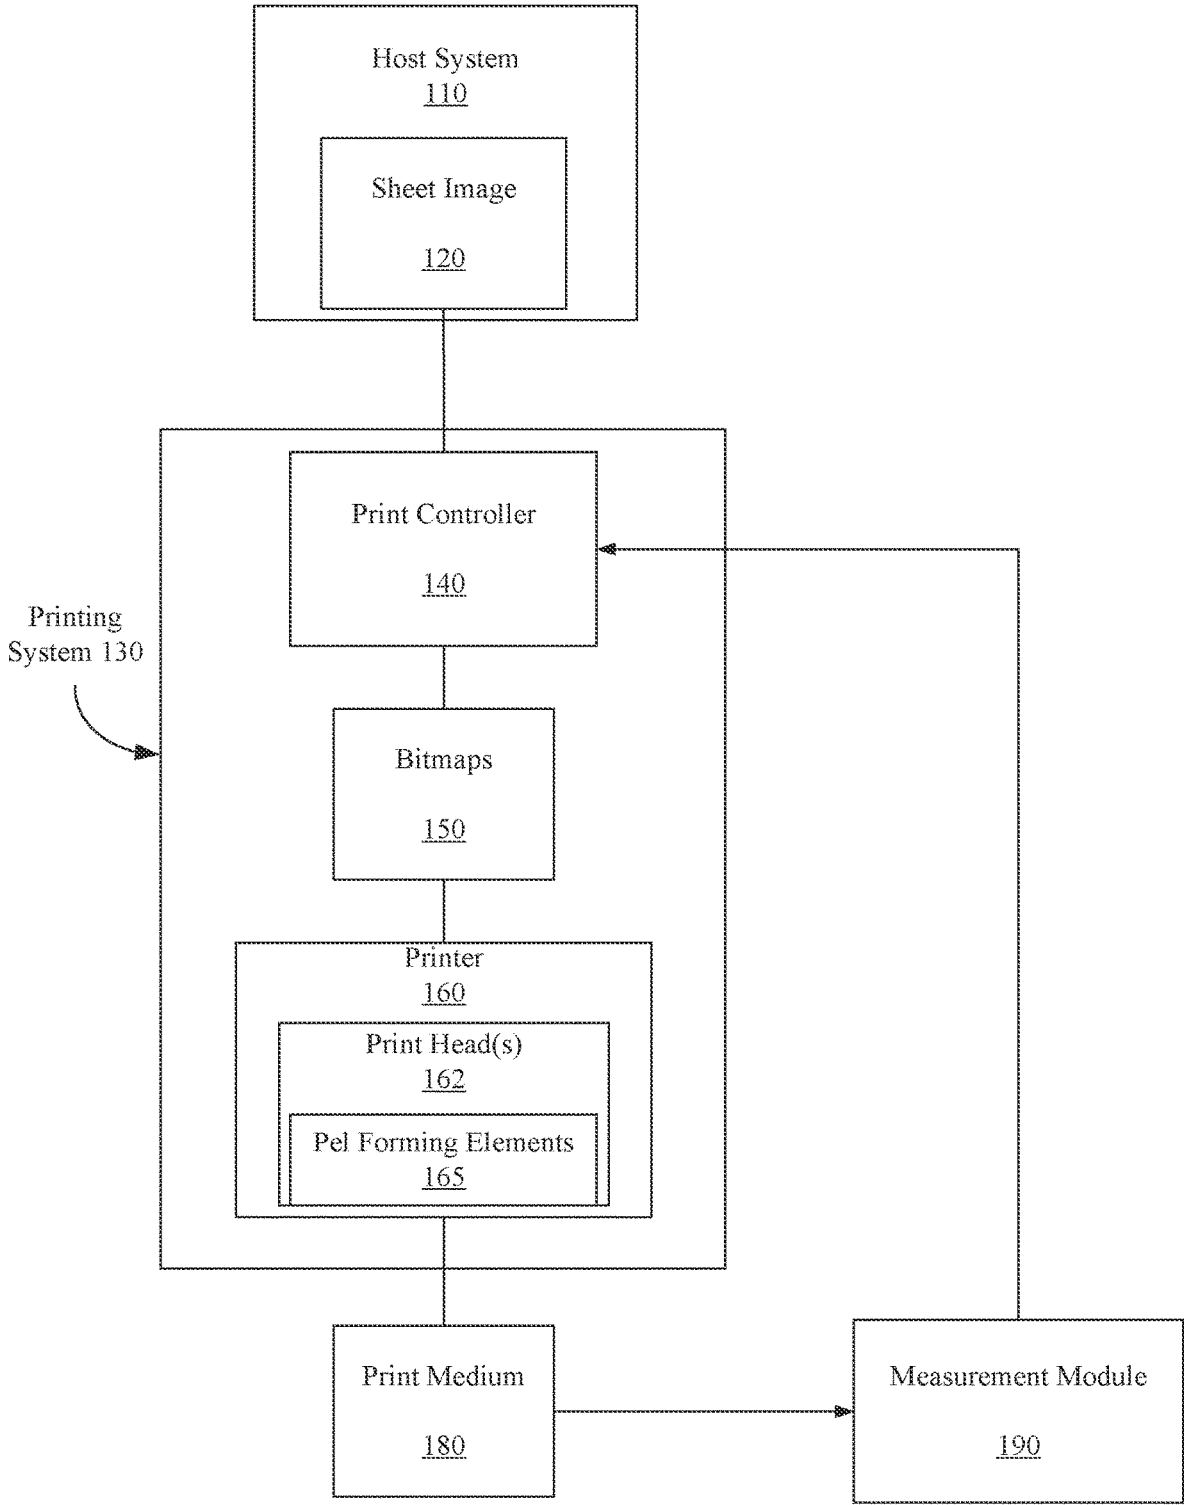 Host System
110
Sheet Image
120
Print Controller
140
Printing
System 130
Bitmaps
150
Printer
160
Print Head(s)
162
Pel Forming Elements
165
Print Medium
180
Measurement Module
190